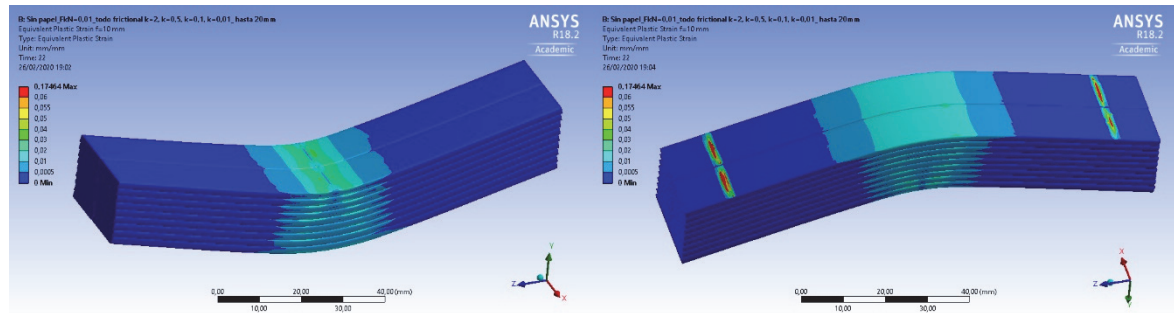 B: Sin papel_FkN=0,01_todo frictional k=2, k=0,5, k=0,1, k=0,01_hasta 20mm
Equivalent Plastic Strain f=10 mm
Type: Equivalent Plastic Strain
Unit: mm/mm
Time: 22
26/02/2020 19:02
ANSYS
R18.2
Academic
0.17464 Max
0,06
0,055
0,05
0,04
0,03
0,02
0,01
0,0005
0 Min
0,00
20,00
40,00 (mm)
10,00
30,00
Y
Z
X
B: Sin papel_FkN=0,01_todo frictional k=2, k=0,5, k=0,1, k=0,01_hasta 20mm
Equivalent Plastic Strain f=10 mm
Type: Equivalent Plastic Strain
Unit: mm/mm
Time: 22
26/02/2020 19:04
ANSYS
R18.2
Academic
0.17464 Max
0,06
0,055
0,05
0,04
0,03
0,02
0,01
0,0005
0 Min
0,00
20,00
40,00 (mm)
10,00
30,00
X
Z
Y